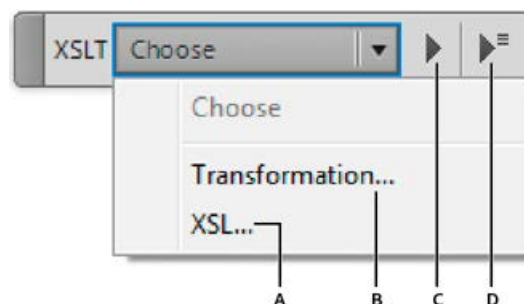 XSLT Choose
Choose
Transformation...
XSL...
A B C D